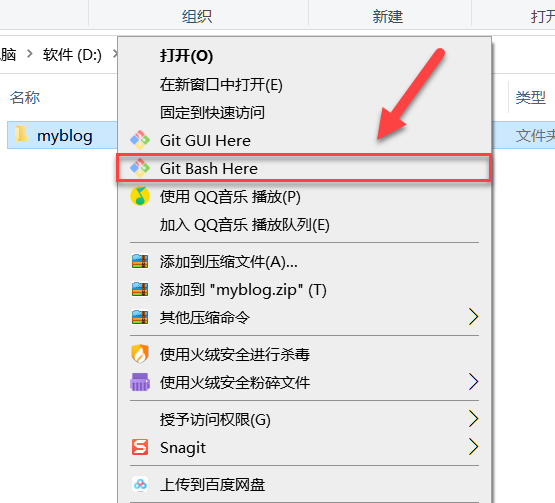 组织
新建
打开
脑
软件 (D:)
名称
类型
myblog
文件夹
打开(O)
在新窗口中打开(E)
固定到快速访问
Git GUI Here
Git Bash Here
使用 QQ音乐 播放(P)
加入 QQ音乐 播放队列(E)
添加到压缩文件(A)...
添加到 "myblog.zip" (T)
其他压缩命令
使用火绒安全进行杀毒
使用火绒安全粉碎文件
授予访问权限(G)
Snagit
上传到百度网盘